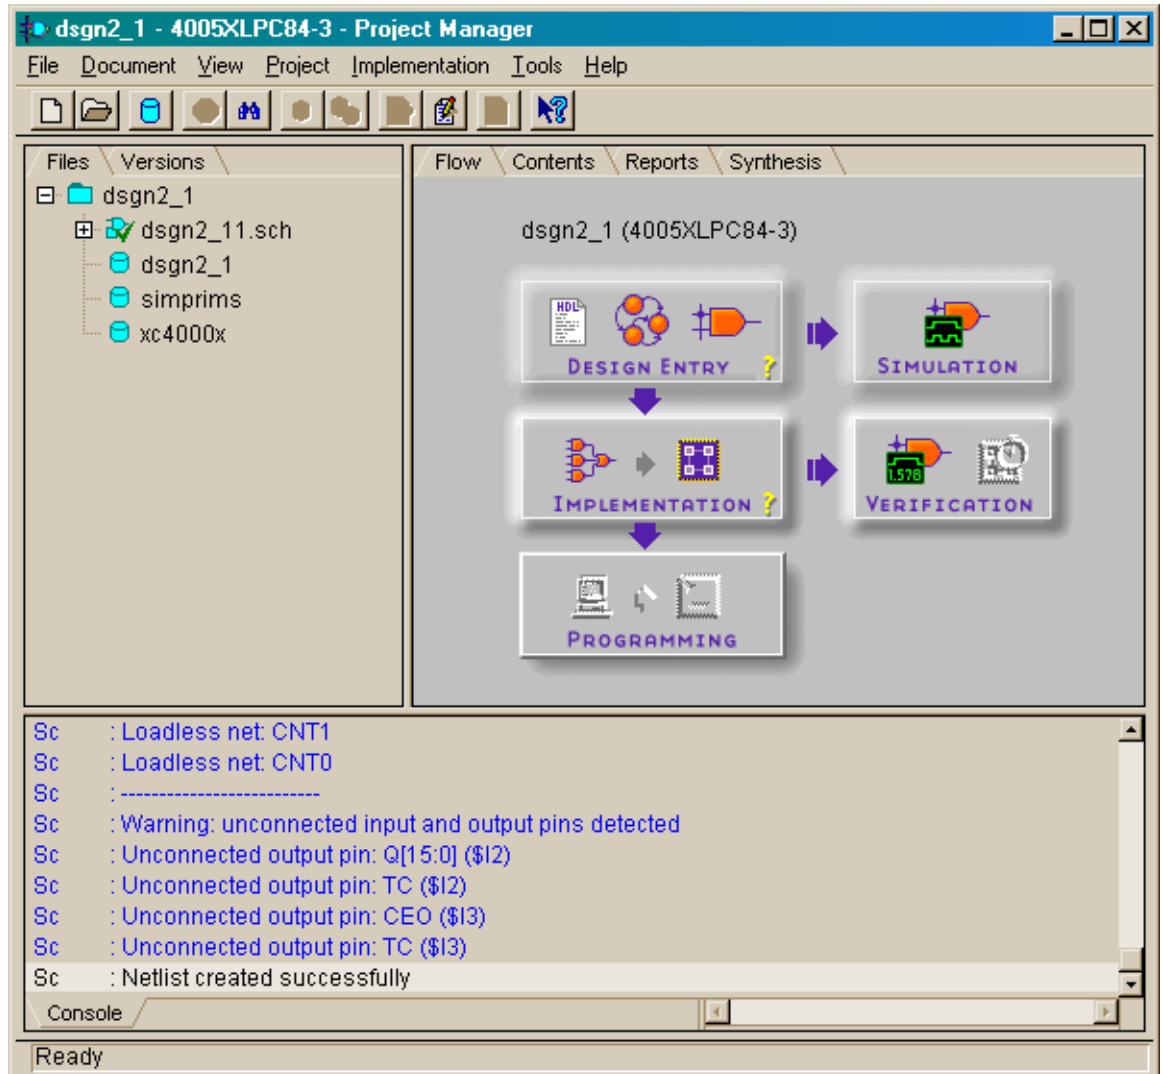 dsgn2_1 - 4005XLPC84-3 - Project Manager
File Document View Project Implementation Tools Help
Files Versions
dsgn2_1
dsgn2_11.sch
dsgn2_1
simprims
xc4000x
Flow Contents Reports Synthesis
dsgn2_1 (4005XLPC84-3)
HDL
DESIGN ENTRY ?
SIMULATION
IMPLEMENTATION ?
1.578
VERIFICATION
PROGRAMMING
Sc : Loadless net: CNT1
Sc : Loadless net: CNT0
Sc : --------------------------
Sc : Warning: unconnected input and output pins detected
Sc : Unconnected output pin: Q[15:0] ($I2)
Sc : Unconnected output pin: TC ($I2)
Sc : Unconnected output pin: CEO ($I3)
Sc : Unconnected output pin: TC ($I3)
Sc : Netlist created successfully
Console
Ready